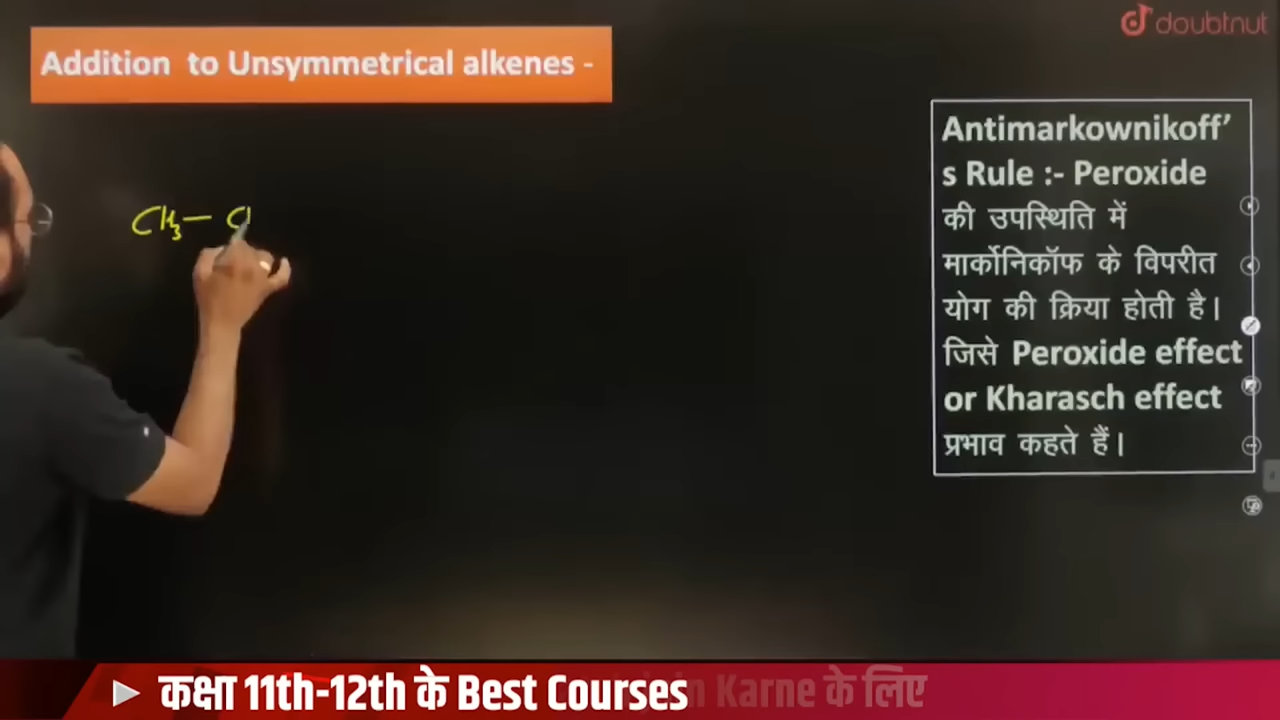 doubtnut
Addition to Unsymmetrical alkenes -
Antimarkownikoff’
s Rule :- Peroxide
की उपस्थिति में
मार्कोनिकॉफ के विपरीत
योग की क्रिया होती है।
जिसे Peroxide effect
or Kharasch effect
प्रभाव कहते हैं।
CH₃ — C
कक्षा 11th-12th के Best Courses Karne के लिए